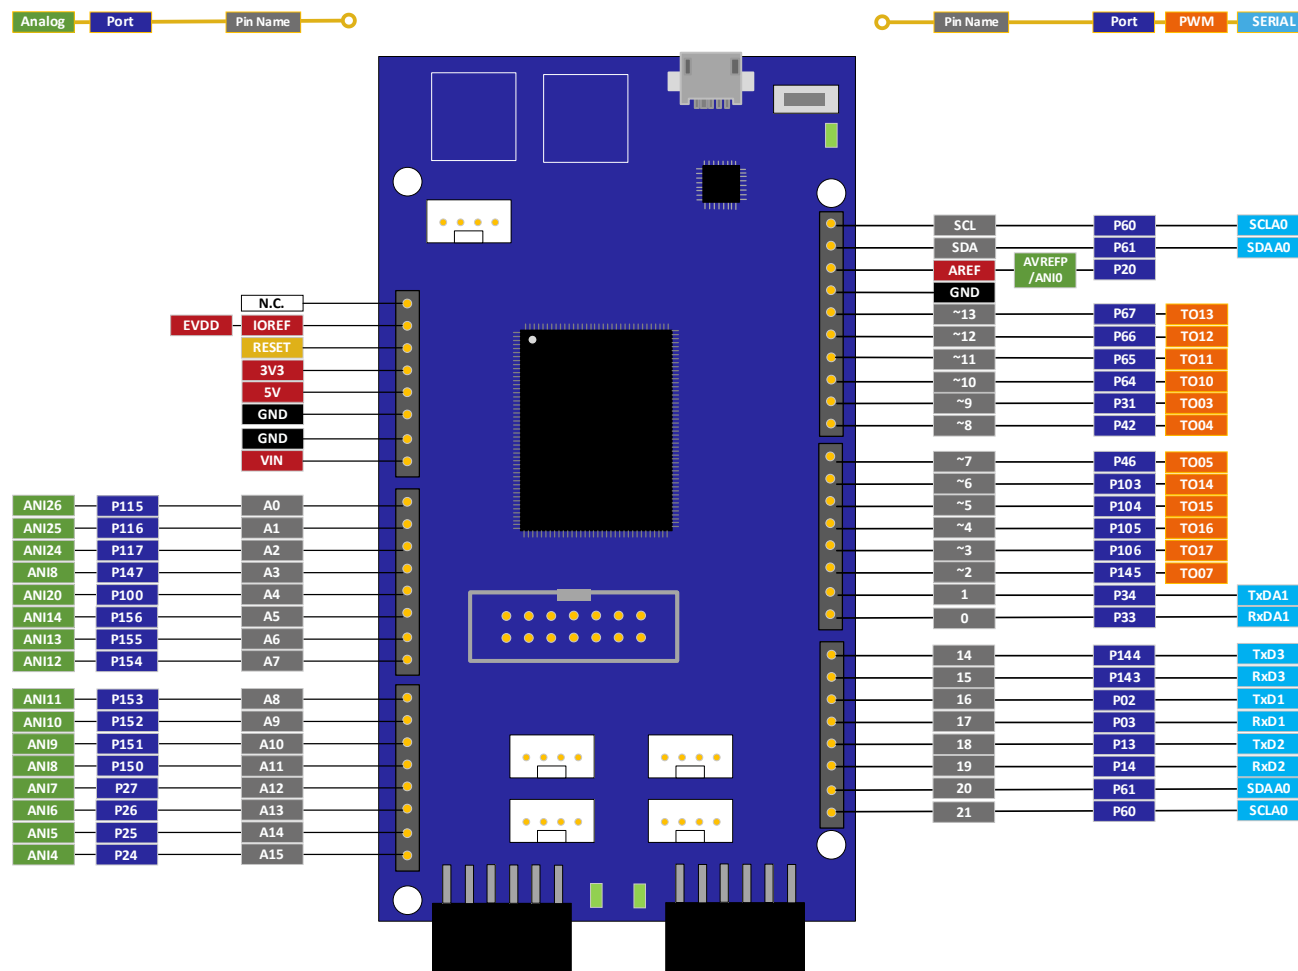 Analog Port Pin Name
Pin Name Port PWM SERIAL
N.C.
EVDD IOREF
RESET
3V3
5V
GND
GND
VIN
ANI26 P115 A0
ANI25 P116 A1
ANI24 P117 A2
ANI8 P147 A3
ANI20 P100 A4
ANI14 P156 A5
ANI13 P155 A6
ANI12 P154 A7
ANI11 P153 A8
ANI10 P152 A9
ANI9 P151 A10
ANI8 P150 A11
ANI7 P27 A12
ANI6 P26 A13
ANI5 P25 A14
ANI4 P24 A15
SCL P60 SCLA0
SDA P61 SDAA0
AREF AVREFP
/ANI0 P20
GND
~13 P67 TO13
~12 P66 TO12
~11 P65 TO11
~10 P64 TO10
~9 P31 TO03
~8 P42 TO04
~7 P46 TO05
~6 P103 TO14
~5 P104 TO15
~4 P105 TO16
~3 P106 TO17
~2 P145 TO07
1 P34 TxDA1
0 P33 RxDA1
14 P144 TxD3
15 P143 RxD3
16 P02 TxD1
17 P03 RxD1
18 P13 TxD2
19 P14 RxD2
20 P61 SDAA0
21 P60 SCLA0